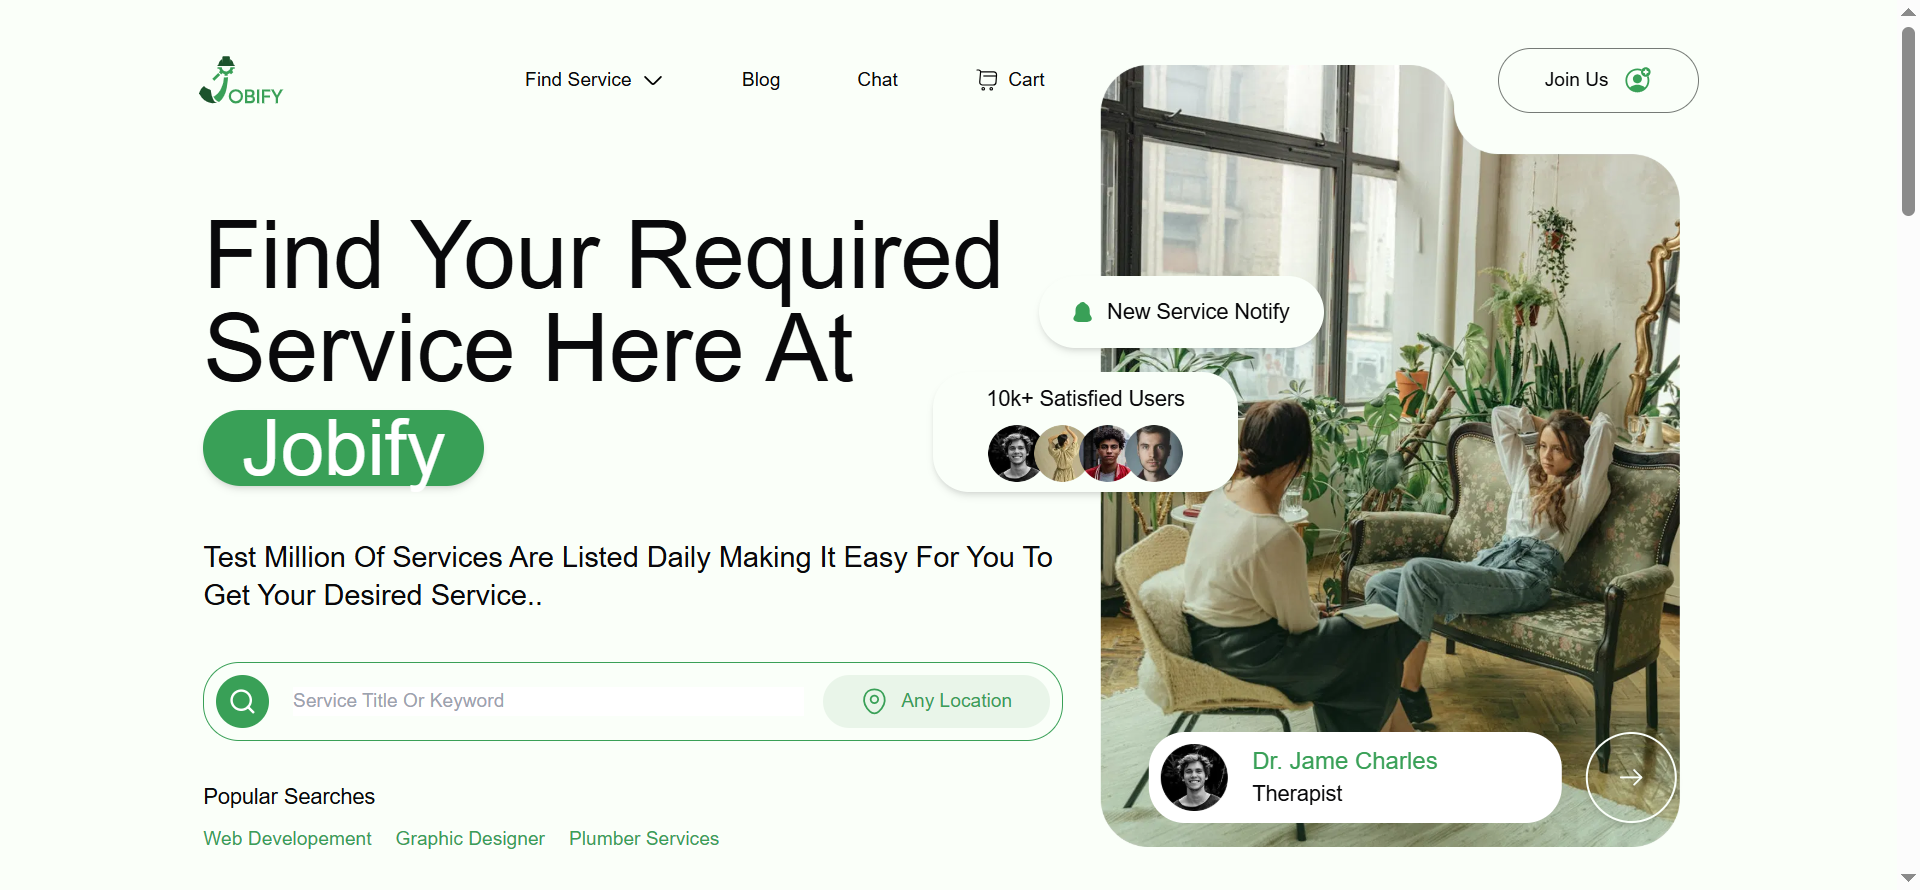 JOBIFY
Find Service
Blog
Chat
Cart
Join Us
Find Your Required
Service Here At
Jobify
New Service Notify
10k+ Satisfied Users
Test Million Of Services Are Listed Daily Making It Easy For You To
Get Your Desired Service..
Service Title Or Keyword
Any Location
Dr. Jame Charles
Therapist
Popular Searches
Web Developement
Graphic Designer
Plumber Services